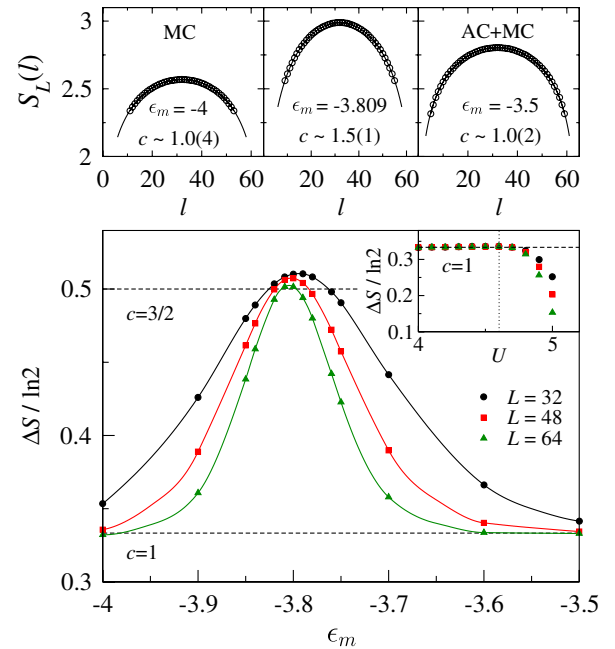 MC
AC+MC
S_L(l)
3
2.5
2
ϵ_m = -4
ϵ_m = -3.809
ϵ_m = -3.5
c ~ 1.0(4)
c ~ 1.5(1)
c ~ 1.0(2)
0 20 40 60
0 20 40 60
0 20 40 60
l
l
l
ΔS / ln2
0.5
0.4
0.3
c=3/2
c=1
ΔS / ln2
0.3
0.2
0.1
c=1
4
5
U
L = 32
L = 48
L = 64
-4 -3.9 -3.8 -3.7 -3.6 -3.5
ϵ_m